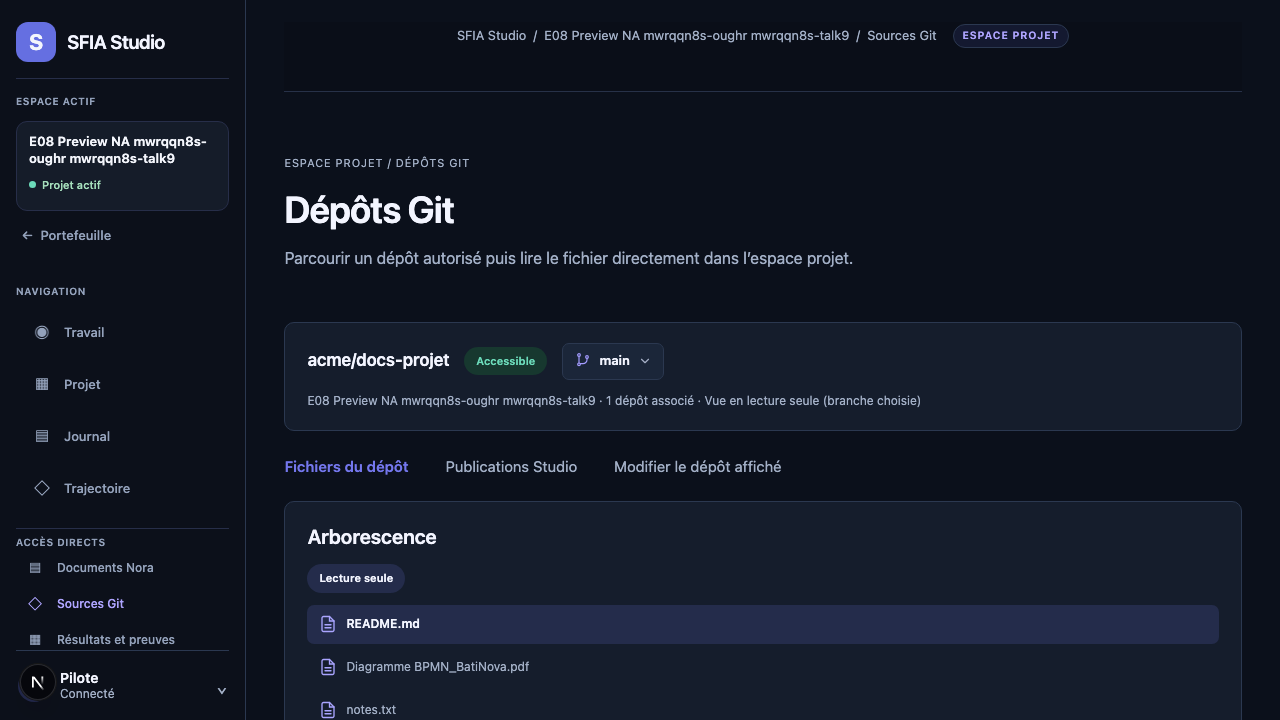 S
SFIA Studio
ESPACE ACTIF
E08 Preview NA mwrqqn8s-
oughr mwrqqn8s-talk9
Projet actif
← Portefeuille
NAVIGATION
Travail
Projet
Journal
Trajectoire
ACCÈS DIRECTS
Documents Nora
Sources Git
Résultats et preuves
N
Pilote
Connecté
SFIA Studio / E08 Preview NA mwrqqn8s-oughr mwrqqn8s-talk9 / Sources Git ESPACE PROJET
ESPACE PROJET / DÉPÔTS GIT
Dépôts Git
Parcourir un dépôt autorisé puis lire le fichier directement dans l’espace projet.
acme/docs-projet Accessible main
E08 Preview NA mwrqqn8s-oughr mwrqqn8s-talk9 · 1 dépôt associé · Vue en lecture seule (branche choisie)
Fichiers du dépôt Publications Studio Modifier le dépôt affiché
Arborescence
Lecture seule
README.md
Diagramme BPMN_BatiNova.pdf
notes.txt